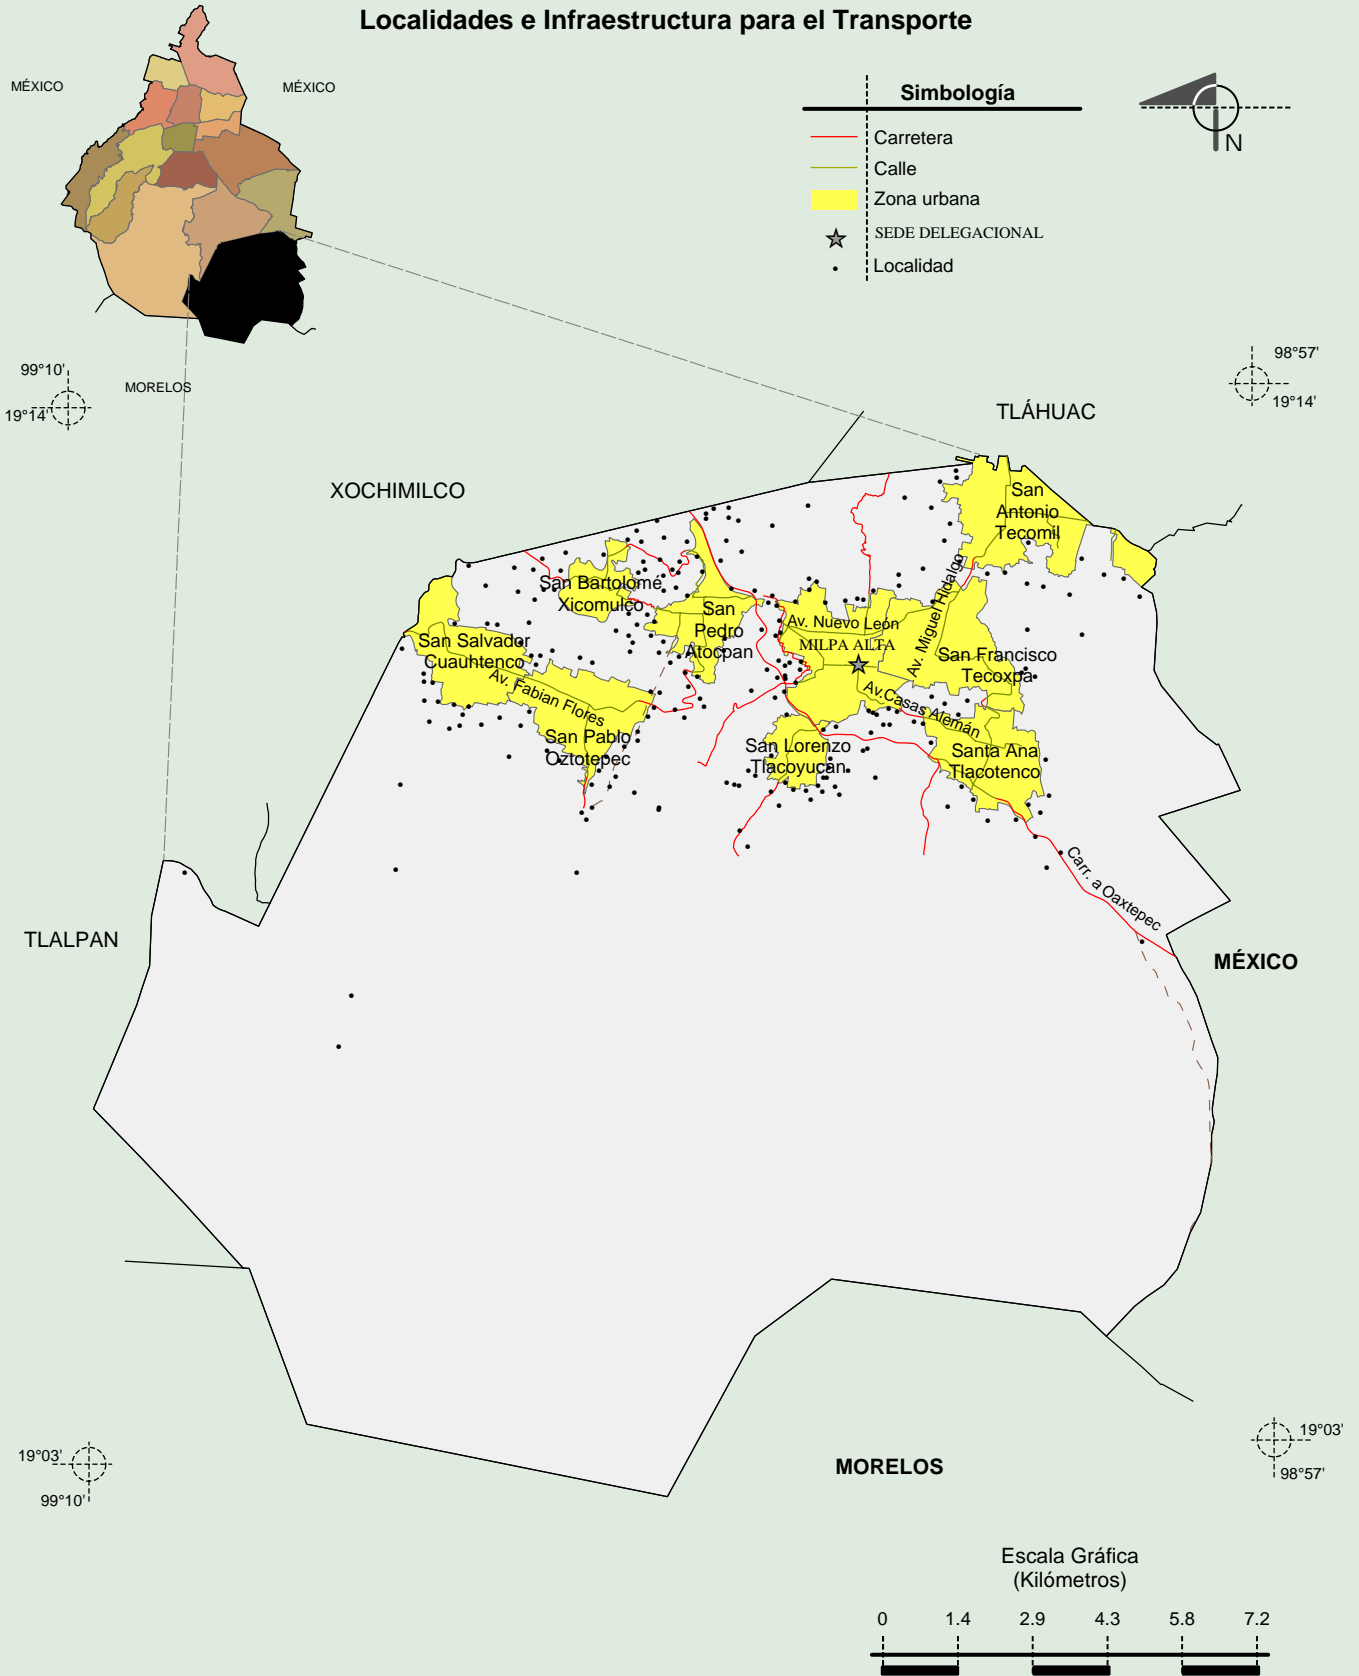 Localidades e Infraestructura para el Transporte
MÉXICO
MÉXICO
MORELOS
Simbología
Carretera
Calle
Zona urbana
SEDE DELEGACIONAL
Localidad
N
99°10'
19°14'
98°57'
19°14'
TLÁHUAC
XOCHIMILCO
San
Antonio
Tecomil
San Bartolomé
Xicomulco
San
Pedro
Atocpan
Av. Miguel Hidalgo
Av. Nuevo León
MILPA ALTA
San Salvador
Cuauhtenco
San Francisco
Tecoxpa
Av. Fabian Flores
Av.Casas Alemán
San Pablo
Oztotepec
San Lorenzo
Tlacoyucan
Santa Ana
Tlacotenco
Carr. a Oaxtepec
TLALPAN
MÉXICO
19°03'
99°10'
19°03'
98°57'
MORELOS
Escala Gráfica
(Kilómetros)
0 1.4 2.9 4.3 5.8 7.2